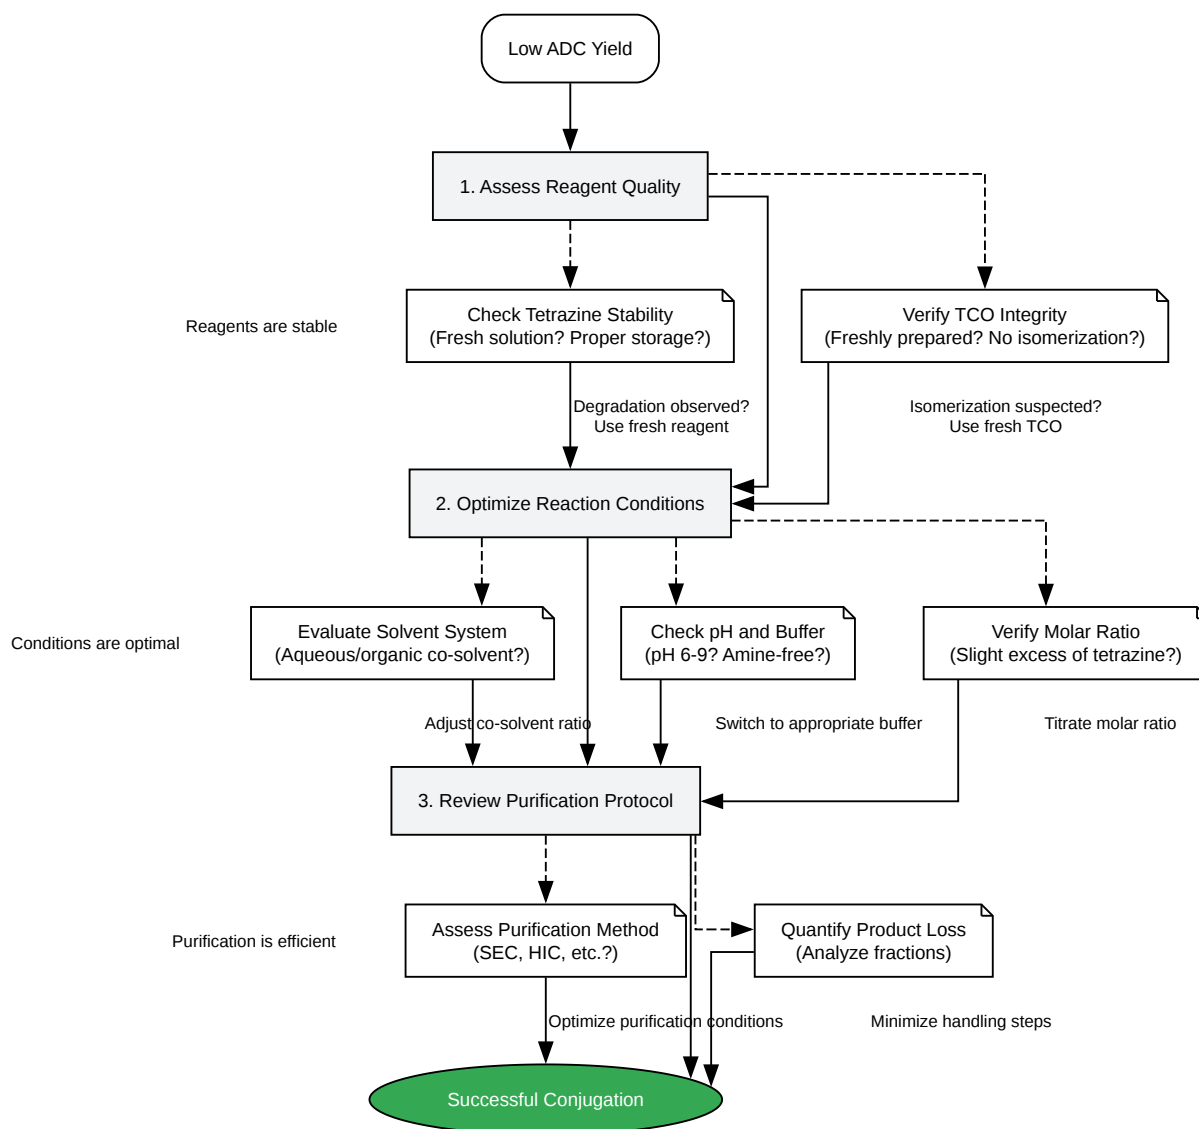 Low ADC Yield
1. Assess Reagent Quality
Reagents are stable
Check Tetrazine Stability
(Fresh solution? Proper storage?)
Verify TCO Integrity
(Freshly prepared? No isomerization?)
Degradation observed?
Use fresh reagent
Isomerization suspected?
Use fresh TCO
2. Optimize Reaction Conditions
Conditions are optimal
Evaluate Solvent System
(Aqueous/organic co-solvent?)
Check pH and Buffer
(pH 6-9? Amine-free?)
Verify Molar Ratio
(Slight excess of tetrazine?)
Adjust co-solvent ratio
Switch to appropriate buffer
Titrate molar ratio
3. Review Purification Protocol
Purification is efficient
Assess Purification Method
(SEC, HIC, etc.?)
Quantify Product Loss
(Analyze fractions)
Optimize purification conditions
Minimize handling steps
Successful Conjugation